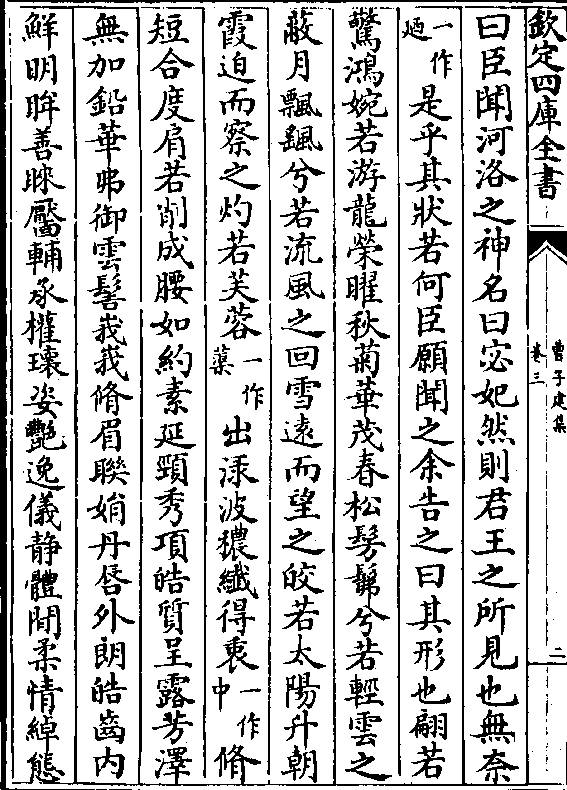 欽定四庫全書
曹子建集
卷三
二
曰臣聞河洛之神名曰宓妃然則君王之所見也無奈
一作迺是乎其狀若何臣願聞之余告之曰其形也翩若
驚鴻婉若游龍榮曜秋菊華茂春松髣髴兮若輕雲之
蔽月飄颻兮若流風之回雪遠而望之皎若太陽升朝
霞迫而察之灼若芙蓉一作蕖出淥波穠纖得衷一作中脩
短合度肩若削成腰如約素延頸秀項皓質呈露芳澤
無加鉛華弗御雲髻峩峩脩眉聯娟丹唇外朗皓齒内
鮮明眸善睞靨輔承權瓌姿艷逸儀静體閒柔情綽態